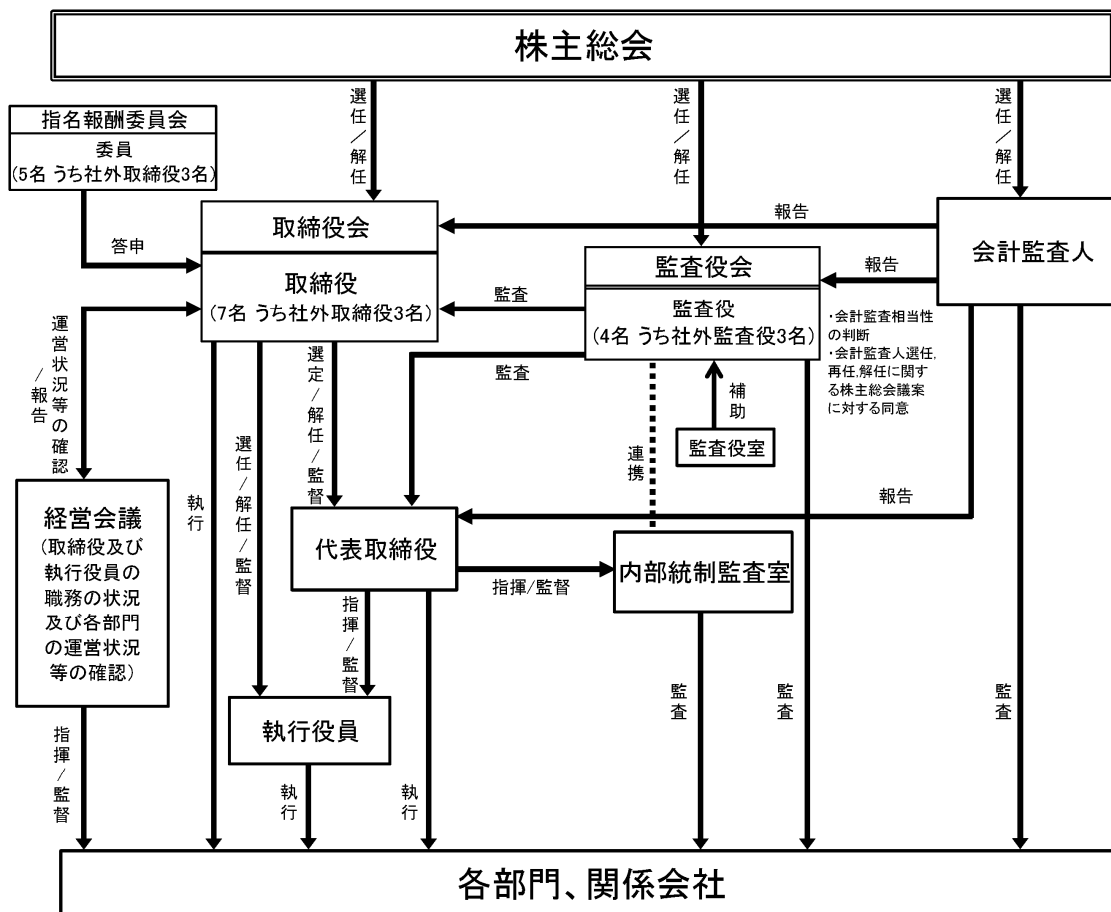 株主総会
選任/解任
選任/解任
選任/解任
指名報酬委員会
委員
(5名 うち社外取締役3名)
答申
取締役会
取締役
(7名 うち社外取締役3名)
報告
会計監査人
監査役会
監査役
(4名 うち社外監査役3名)
報告
監査
監査
・会計監査相当性
の判断
・会計監査人選任,
再任,解任に関す
る株主総会議案
に対する同意
運営状況等の確認
/報告
選定/解任/監督
選任/解任/監督
執行
補助
監査役室
連携
報告
経営会議
(取締役及び
執行役員の
職務の状況
及び各部門
の運営状況
等の確認)
代表取締役
指揮/監督
内部統制監査室
指揮/監督
執行役員
監査
監査
監査
指揮/監督
執行
執行
各部門、関係会社